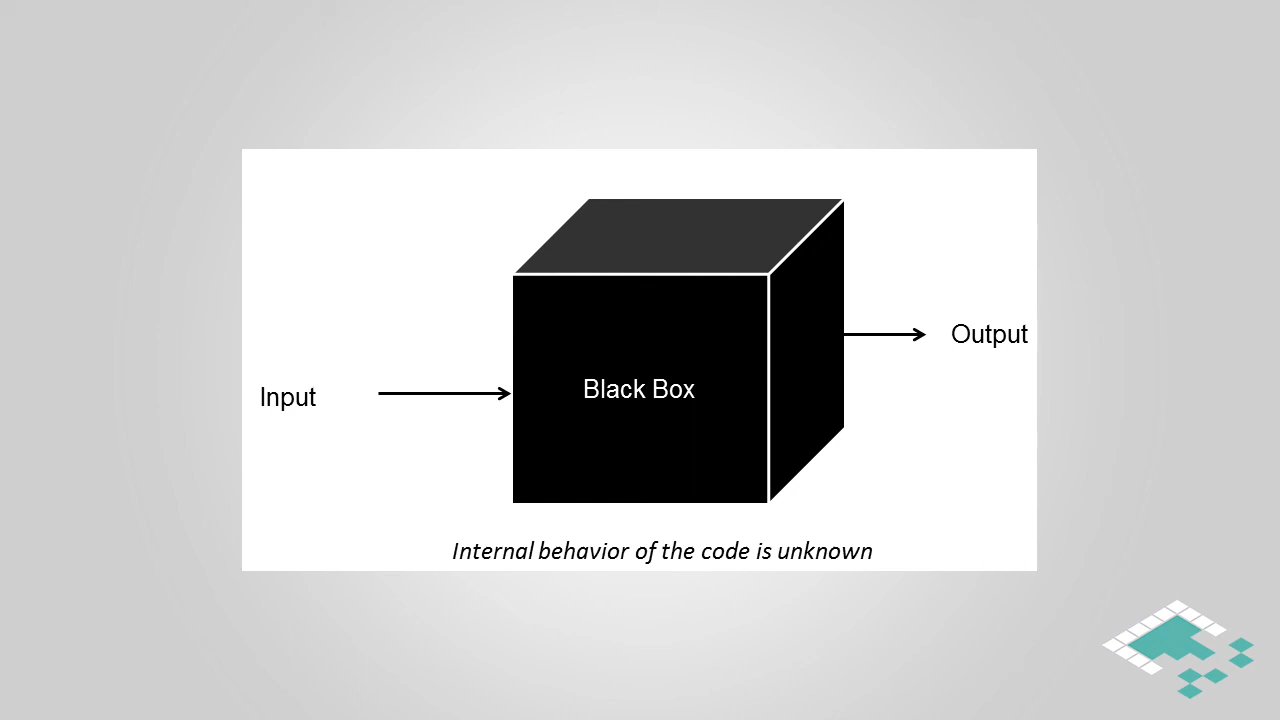 Input
Black Box
Output
Internal behavior of the code is unknown